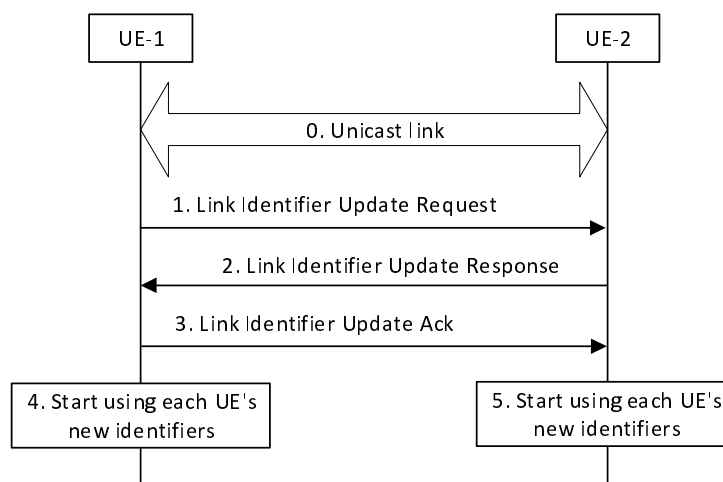 UE-1
UE-2
0. Unicast link
1. Link Identifier Update Request
2. Link Identifier Update Response
3. Link Identifier Update Ack
4. Start using each UE's
new identifiers
5. Start using each UE's
new identifiers